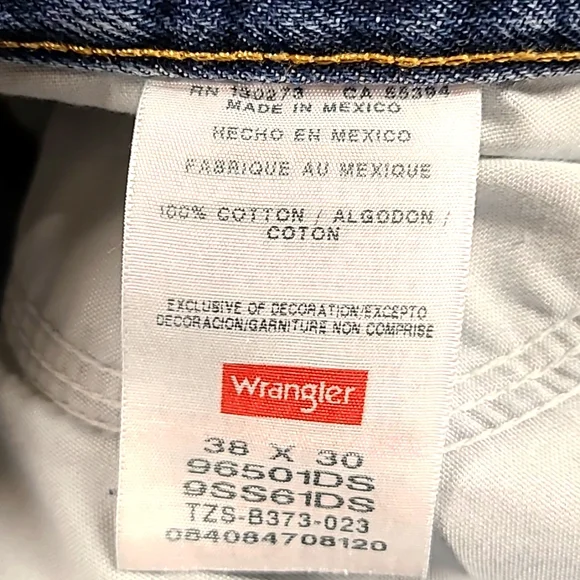 RN 130273 CA 55394
MADE IN MEXICO
HECHO EN MEXICO
FABRIQUE AU MEXIQUE
100% COTTON / ALGODON /
COTON
EXCLUSIVE OF DECORATION/EXCEPTO
DECORACION/GARNITURE NON COMPRISE
Wrangler
38 X 30
96501DS
9SS61DS
TZS-B373-023
084084708120